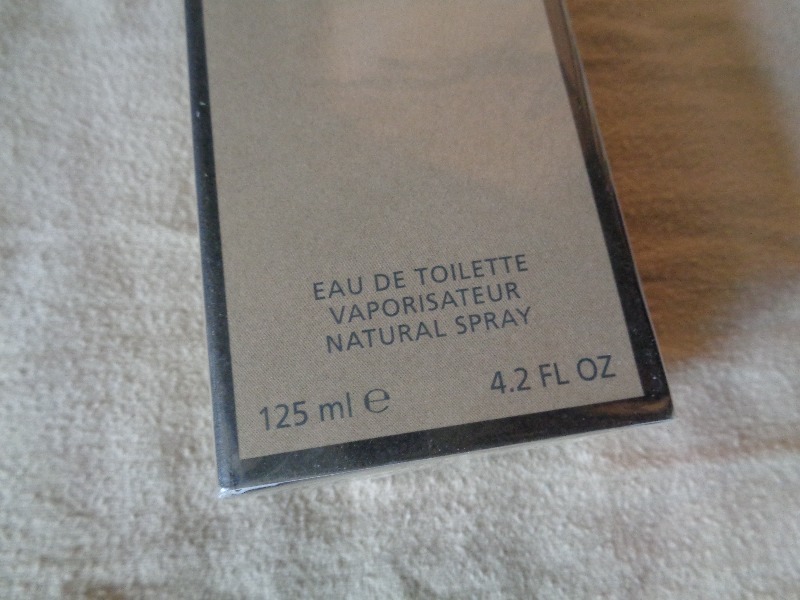 EAU DE TOILETTE
VAPORISATEUR
NATURAL SPRAY
125 ml ℮ 4.2 FL OZ